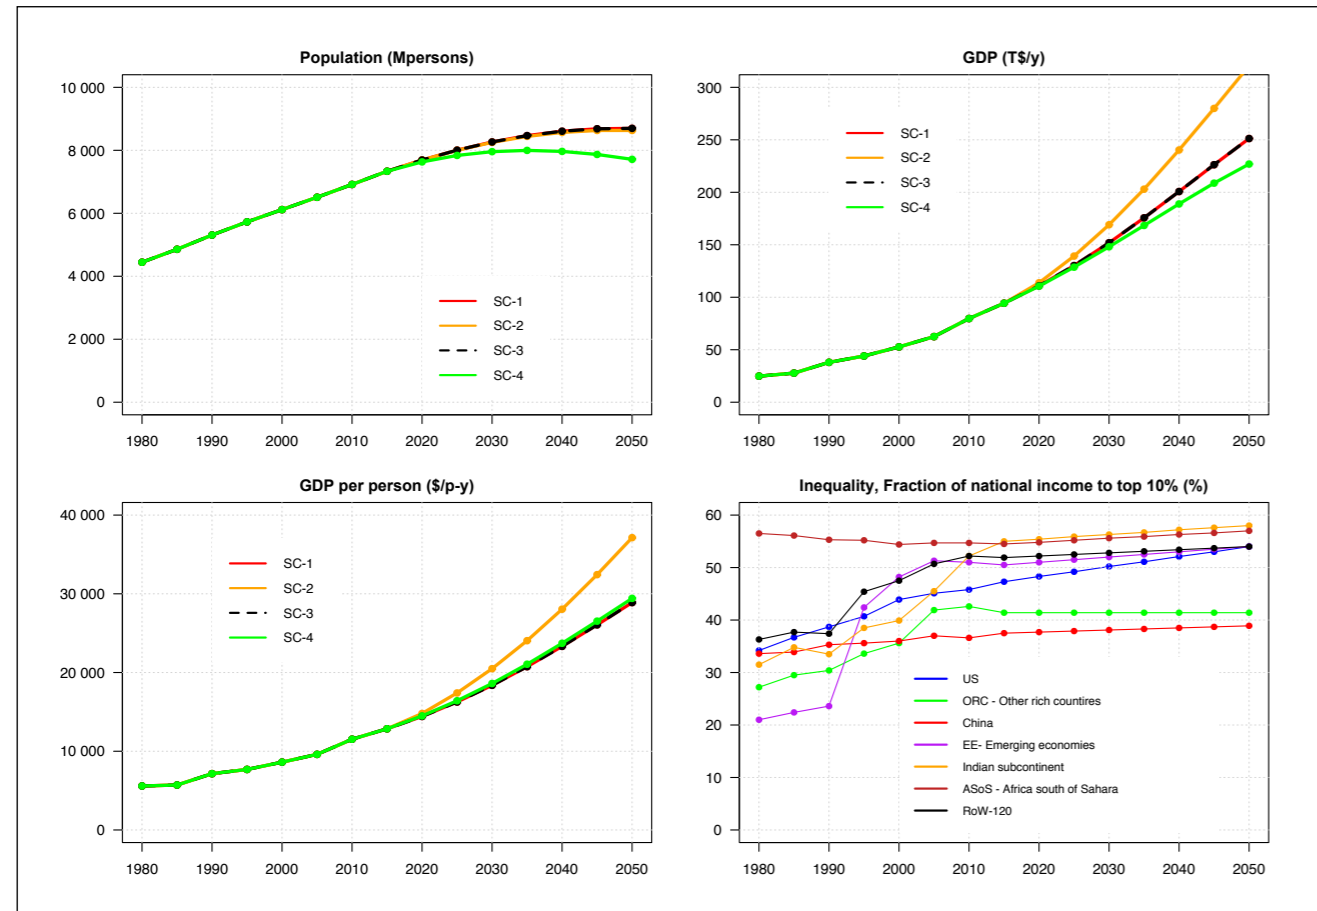 Population (Mpersons)
10 000
8 000
6 000
4 000
2 000
0
SC-1
SC-2
SC-3
SC-4
1980 1990 2000 2010 2020 2030 2040 2050
GDP (T$/y)
300
250
200
150
100
50
0
SC-1
SC-2
SC-3
SC-4
1980 1990 2000 2010 2020 2030 2040 2050
GDP per person ($/p-y)
40 000
30 000
20 000
10 000
0
SC-1
SC-2
SC-3
SC-4
1980 1990 2000 2010 2020 2030 2040 2050
Inequality, Fraction of national income to top 10% (%)
60
50
40
30
20
10
0
US
ORC - Other rich countires
China
EE- Emerging economies
Indian subcontinent
ASoS - Africa south of Sahara
RoW-120
1980 1990 2000 2010 2020 2030 2040 2050